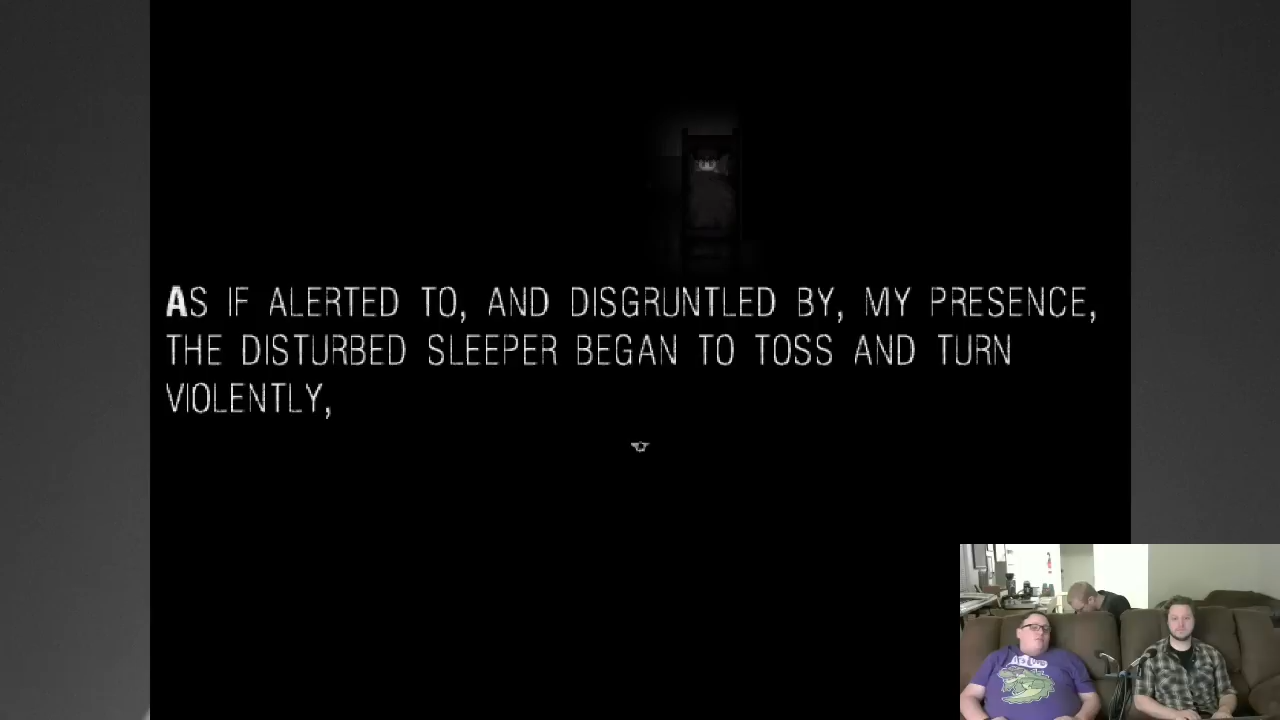 AS IF ALERTED TO, AND DISGRUNTLED BY, MY PRESENCE,
THE DISTURBED SLEEPER BEGAN TO TOSS AND TURN
VIOLENTLY,